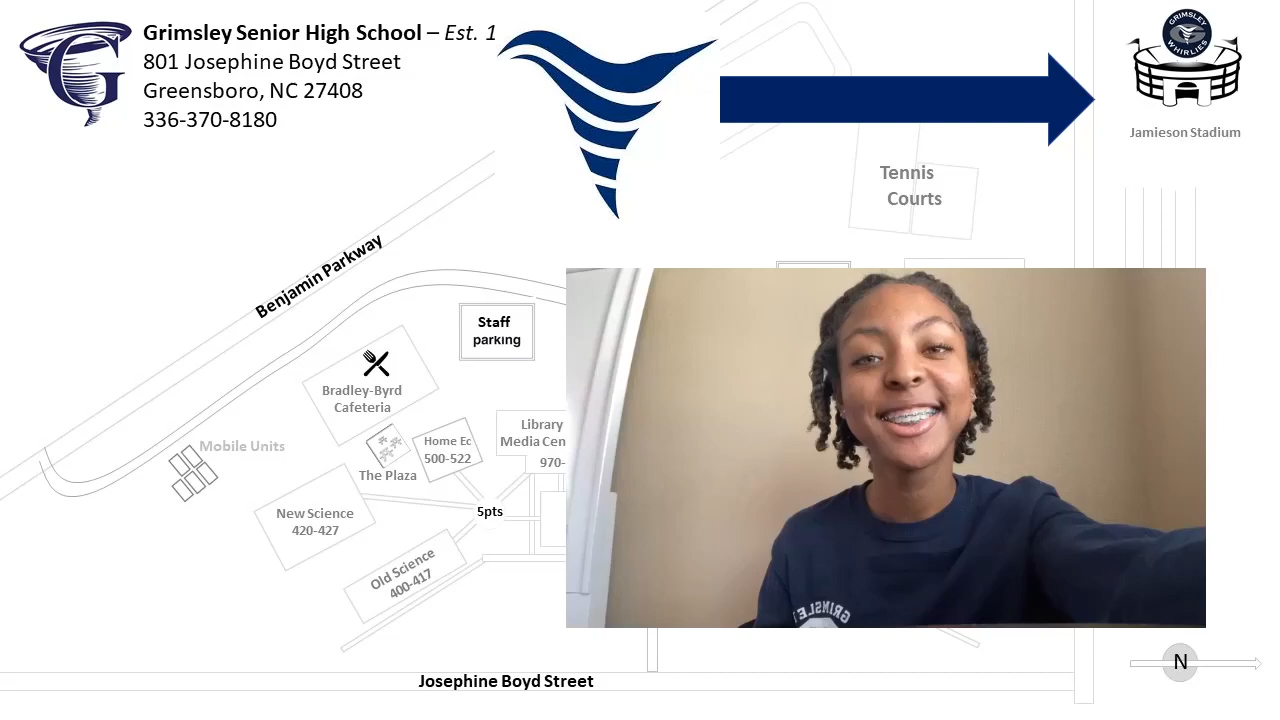 Grimsley Senior High School – Est. 1
801 Josephine Boyd Street
Greensboro, NC 27408
336-370-8180
G
GRIMSLEY
WHIRLIES
Jamieson Stadium
Tennis
Courts
Benjamin Parkway
Staff
parking
Bradley-Byrd
Cafeteria
Mobile Units
The Plaza
Home Ec
500-522
Library
Media Cen
970-
New Science
420-427
5pts
Old Science
400-417
GRIMSLE
N
Josephine Boyd Street